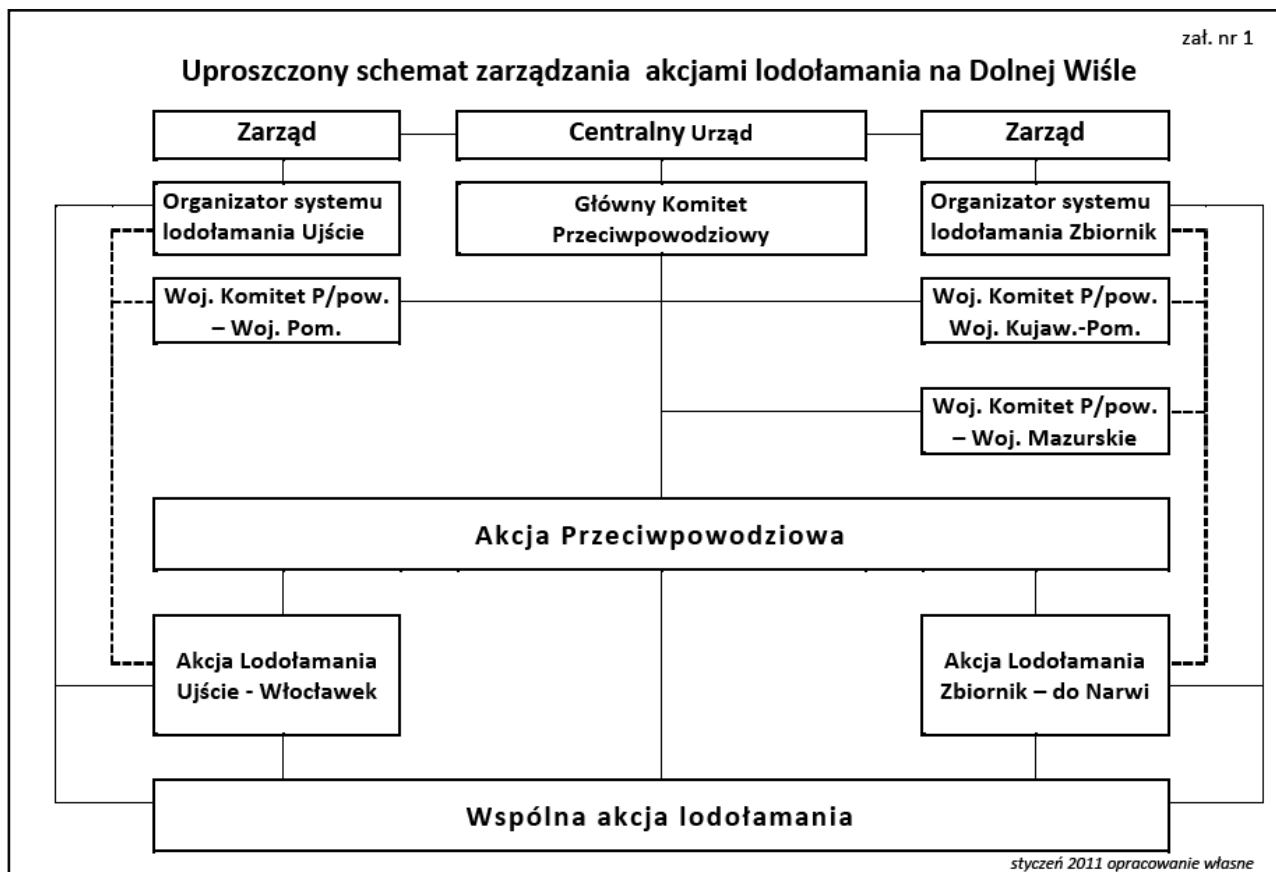 zał. nr 1
Uproszczony schemat zarządzania akcjami lodołamania na Dolnej Wiśle
Zarząd
Centralny Urząd
Zarząd
Organizator systemu
lodołamania Ujście
Główny Komitet
Przeciwpowodziowy
Organizator systemu
lodołamania Zbiornik
Woj. Komitet P/pow.
– Woj. Pom.
Woj. Komitet P/pow.
Woj. Kujaw.-Pom.
Woj. Komitet P/pow.
– Woj. Mazurskie
Akcja Przeciwpowodziowa
Akcja Lodołamania
Ujście - Włocławek
Akcja Lodołamania
Zbiornik – do Narwi
Wspólna akcja lodołamania
styczeń 2011 opracowanie własne